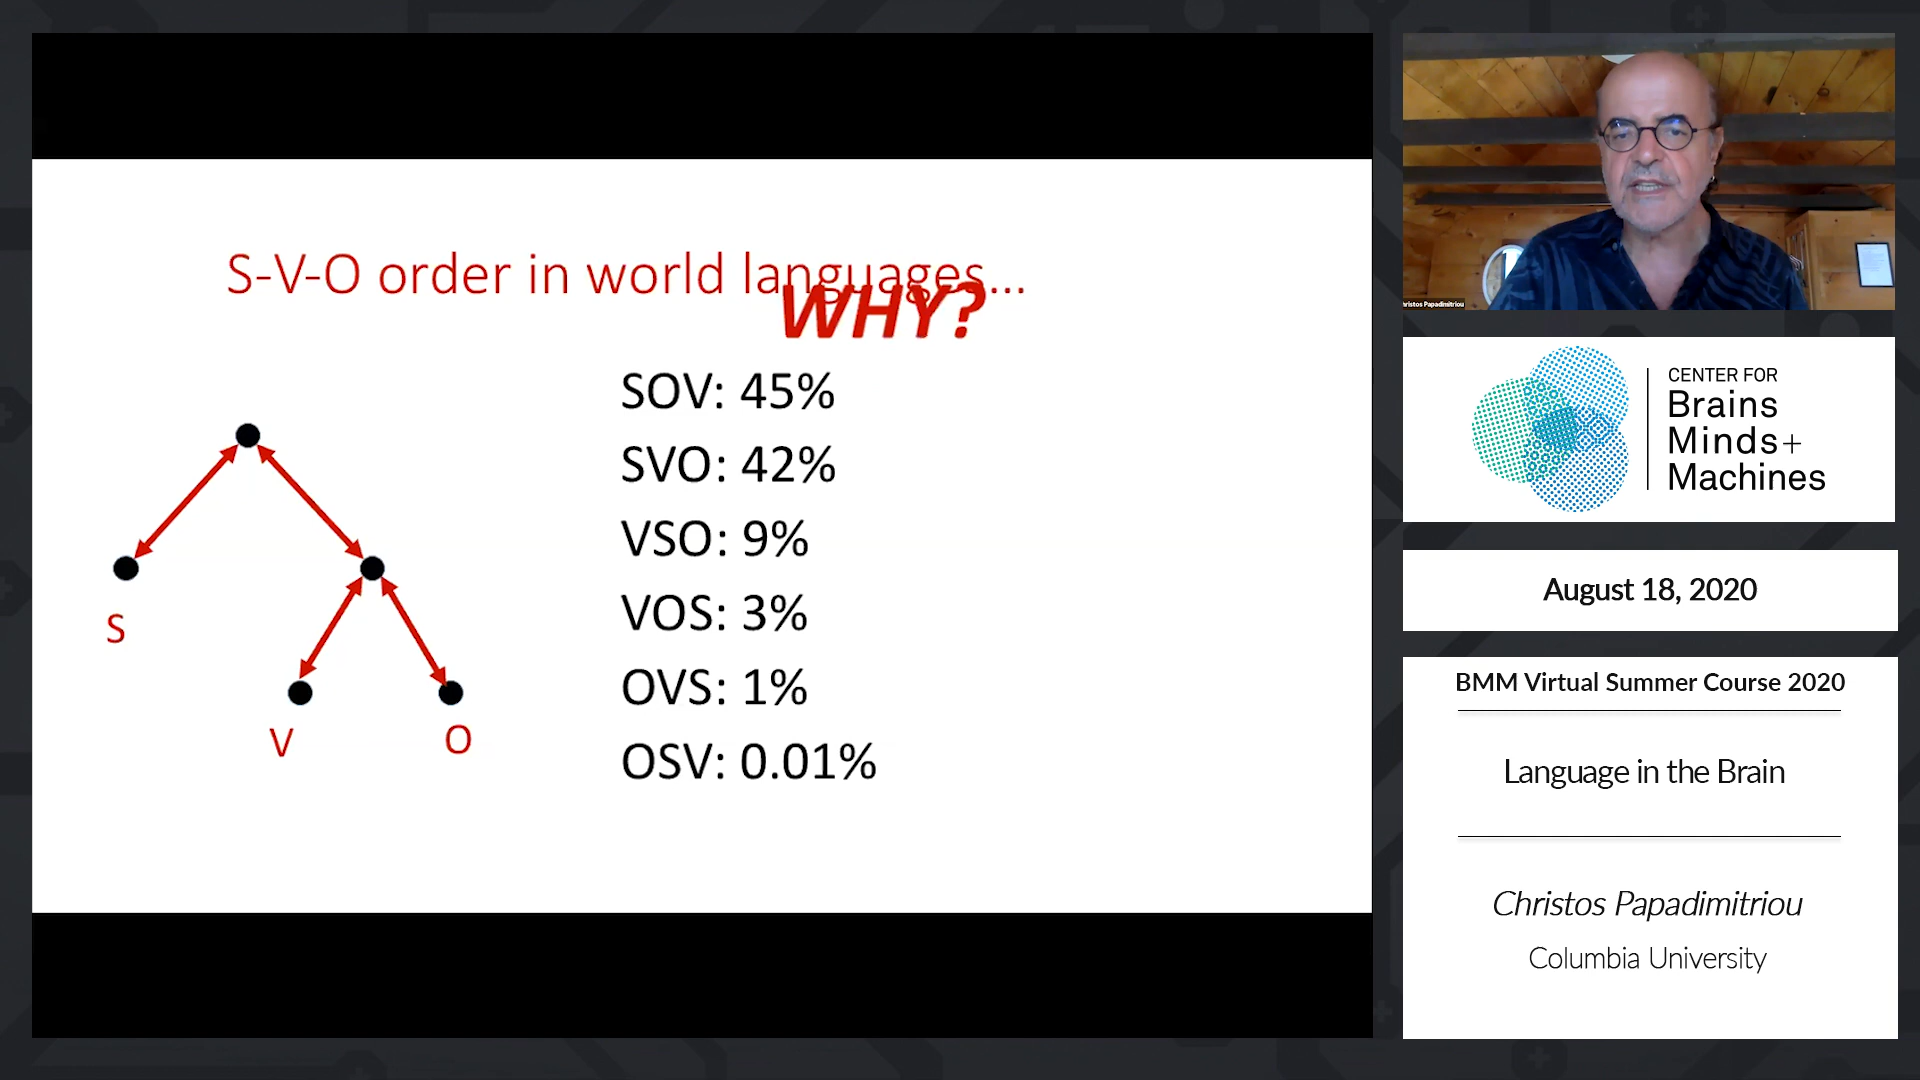 S-V-O order in world languages...
WHY?
SOV: 45%
SVO: 42%
VSO: 9%
VOS: 3%
OVS: 1%
OSV: 0.01%
S
V
O
Christos Papadimitriou
CENTER FOR
Brains
Minds+
Machines
August 18, 2020
BMM Virtual Summer Course 2020
Language in the Brain
Christos Papadimitriou
Columbia University